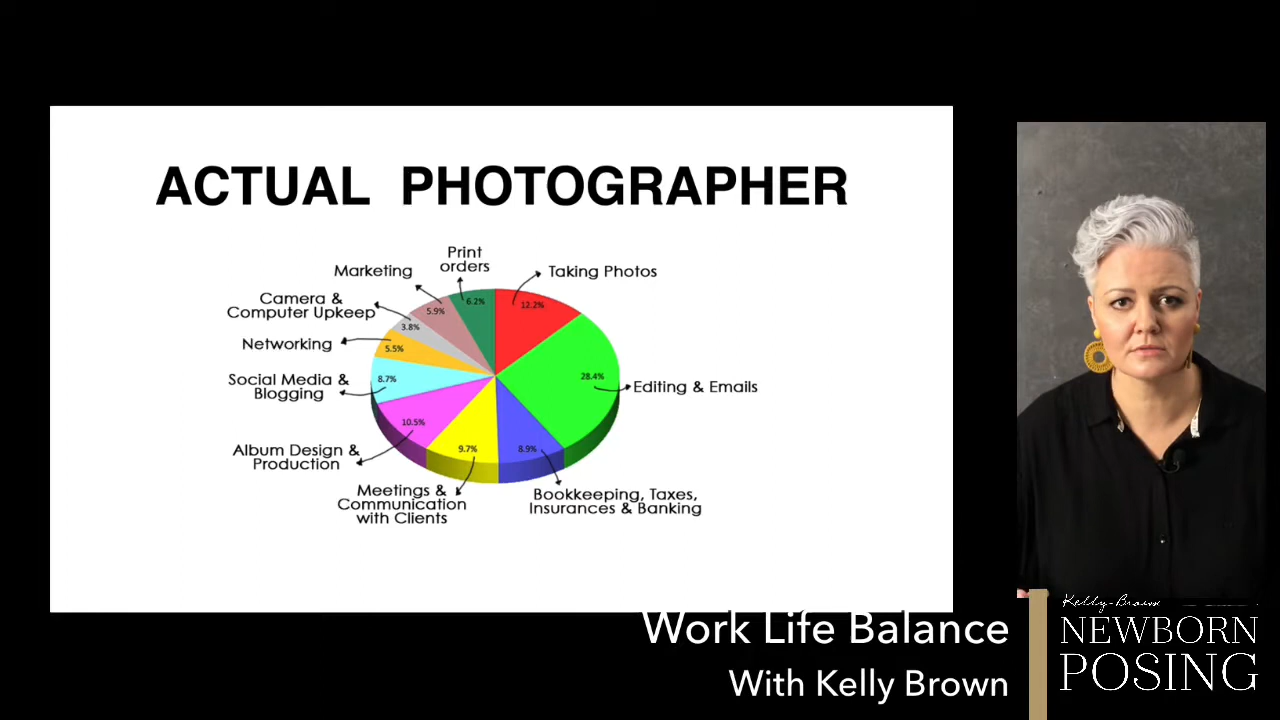 ACTUAL PHOTOGRAPHER
Print
orders
Marketing
Taking Photos
Camera &
Computer Upkeep
Networking
Social Media &
Blogging
Editing & Emails
Album Design &
Production
Meetings &
Communication
with Clients
Bookkeeping, Taxes,
Insurances & Banking
6.2%
12.2%
5.9%
3.8%
5.5%
8.7%
28.4%
10.5%
9.7%
8.9%
Work Life Balance
With Kelly Brown
Kelly Brown
NEWBORN
POSING